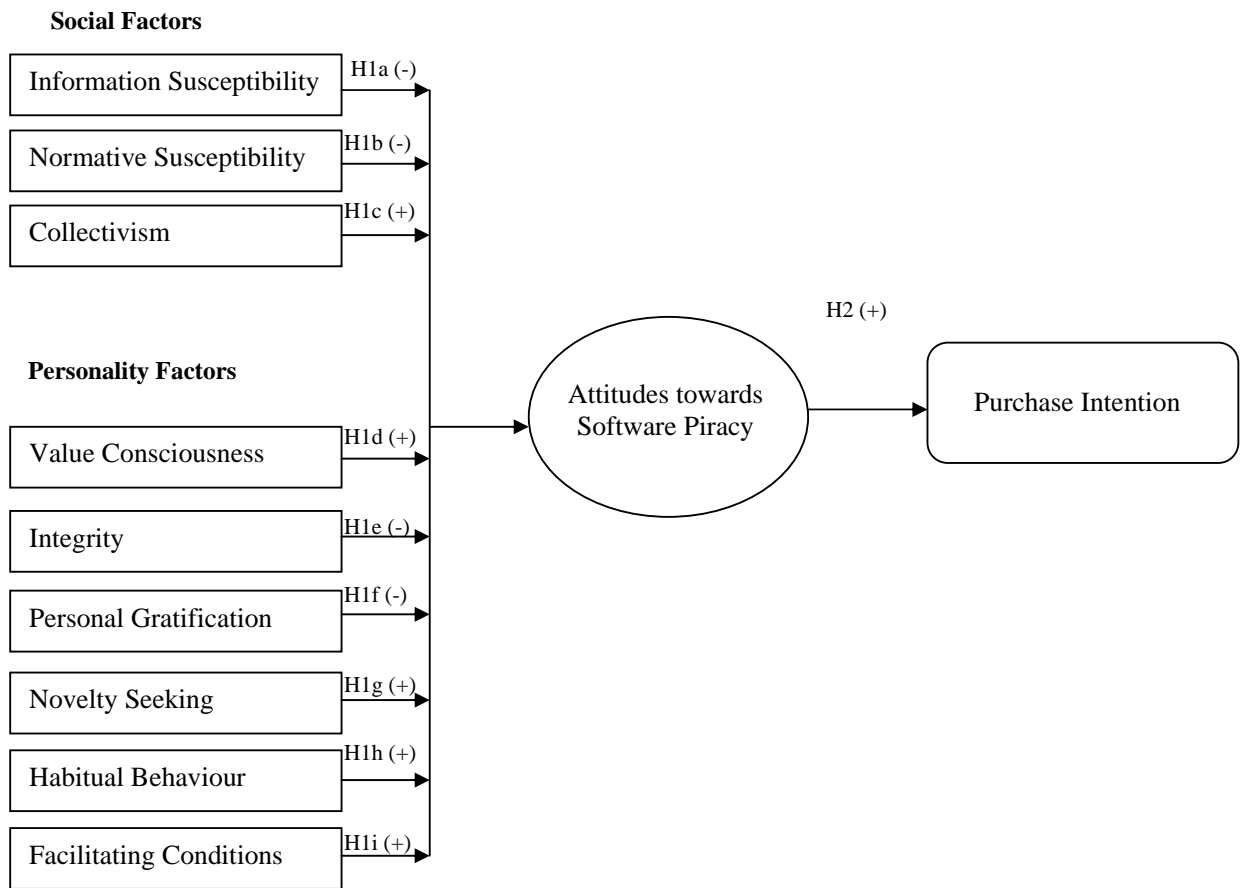 Social Factors
Information Susceptibility
H1a (-)
Normative Susceptibility
H1b (-)
Collectivism
H1c (+)
Personality Factors
Value Consciousness
H1d (+)
Integrity
H1e (-)
Personal Gratification
H1f (-)
Novelty Seeking
H1g (+)
Habitual Behaviour
H1h (+)
Facilitating Conditions
H1i (+)
Attitudes towards
Software Piracy
H2 (+)
Purchase Intention